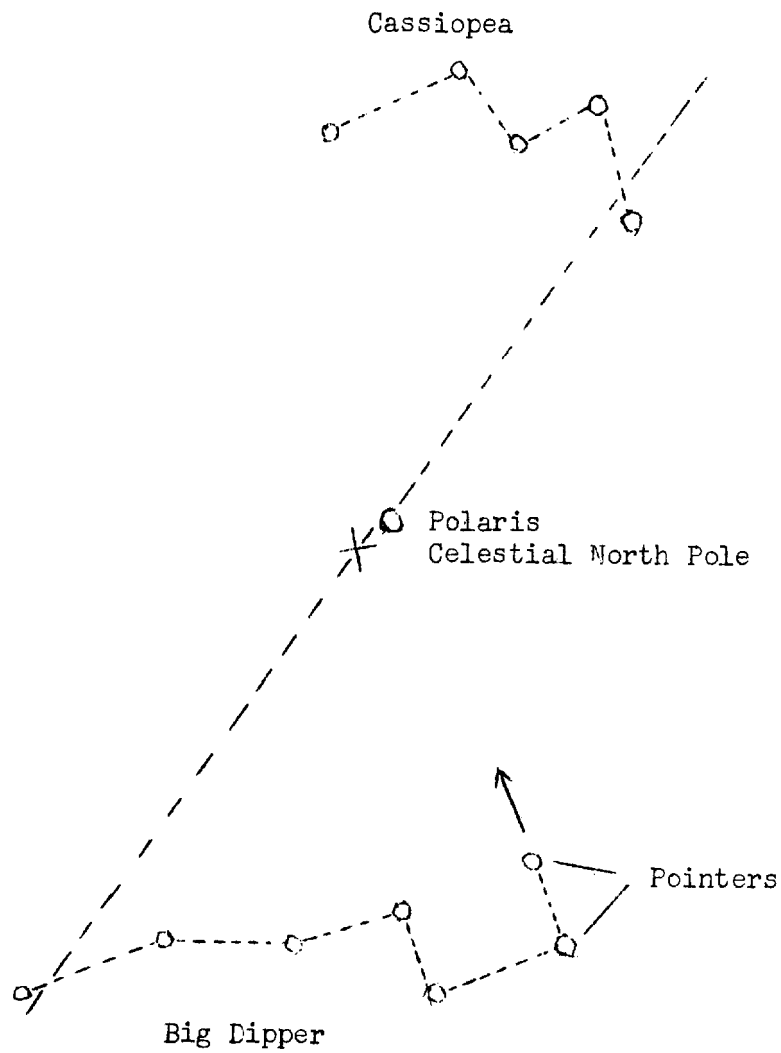 Cassiopea
Polaris
Celestial North Pole
Pointers
Big Dipper